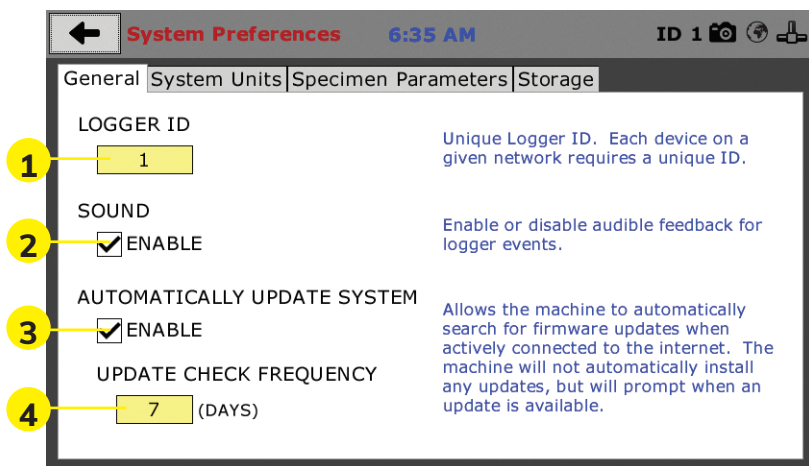 System Preferences 6:35 AM ID 1
General System Units Specimen Parameters Storage
LOGGER ID
1 1
Unique Logger ID. Each device on a
given network requires a unique ID.
SOUND
2 ENABLE
Enable or disable audible feedback for
logger events.
AUTOMATICALLY UPDATE SYSTEM
3 ENABLE
Allows the machine to automatically
search for firmware updates when
actively connected to the internet. The
machine will not automatically install
any updates, but will prompt when an
update is available.
UPDATE CHECK FREQUENCY
4 7 (DAYS)